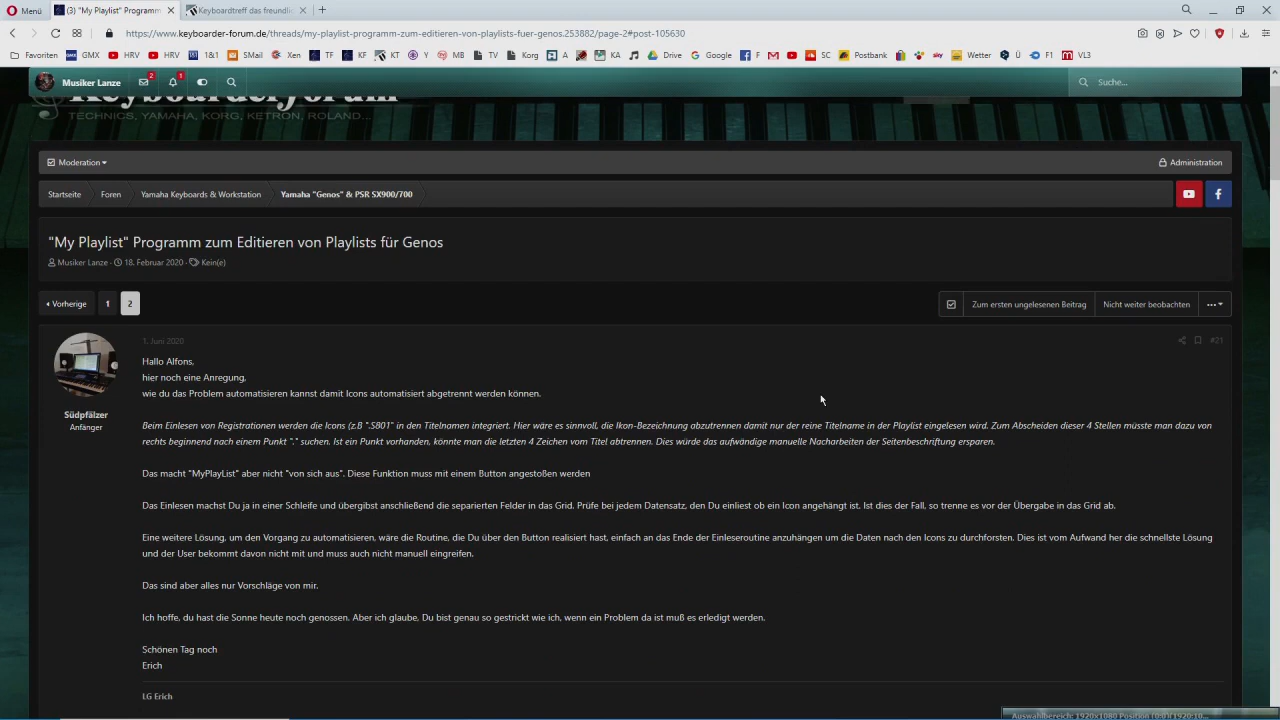 Menü
(3) "My Playlist" Programm
Keyboardtreff das freundli
https://www.keyboarder-forum.de/threads/my-playlist-programm-zum-editieren-von-playlists-fuer-genos.253882/page-2#post-105630
Favoriten GMX HRV HRV 1&1 SMail Xen TF KF KT Y MB TV Korg A KA Drive Google F M SC Postbank sky Wetter Ü F1 VL3
Musiker Lanze 2 1 Suche...
Keyboarderforum
TECHNICS, YAMAHA, KORG, KETRON, ROLAND...
Moderation Administration
Startseite Foren Yamaha Keyboards & Workstation Yamaha "Genos" & PSR SX900/700
"My Playlist" Programm zum Editieren von Playlists für Genos
Musiker Lanze · 18. Februar 2020 · Kein(e)
Vorherige 1 2 Zum ersten ungelesenen Beitrag Nicht weiter beobachten •••
1. Juni 2020 #21
Südpfälzer
Anfänger
Hallo Alfons,
hier noch eine Anregung,
wie du das Problem automatisieren kannst damit Icons automatisiert abgetrennt werden können.
Beim Einlesen von Registrationen werden die Icons (z.B ".S801" in den Titelnamen integriert. Hier wäre es sinnvoll, die Ikon-Bezeichnung abzutrennen damit nur der reine Titelname in der Playlist eingelesen wird. Zum Abscheiden dieser 4 Stellen müsste man dazu von
rechts beginnend nach einem Punkt "." suchen. Ist ein Punkt vorhanden, könnte man die letzten 4 Zeichen vom Titel abtrennen. Dies würde das aufwändige manuelle Nacharbeiten der Seitenbeschriftung ersparen.
Das macht "MyPlayList" aber nicht "von sich aus". Diese Funktion muss mit einem Button angestoßen werden
Das Einlesen machst Du ja in einer Schleife und übergibst anschließend die separierten Felder in das Grid. Prüfe bei jedem Datensatz, den Du einliest ob ein Icon angehängt ist. Ist dies der Fall, so trenne es vor der Übergabe in das Grid ab.
Eine weitere Lösung, um den Vorgang zu automatisieren, wäre die Routine, die Du über den Button realisiert hast, einfach an das Ende der Einleseroutine anzuhängen um die Daten nach den Icons zu durchforsten. Dies ist vom Aufwand her die schnellste Lösung
und der User bekommt davon nicht mit und muss auch nicht manuell eingreifen.
Das sind aber alles nur Vorschläge von mir.
Ich hoffe, du hast die Sonne heute noch genossen. Aber ich glaube, Du bist genau so gestrickt wie ich, wenn ein Problem da ist muß es erledigt werden.
Schönen Tag noch
Erich
LG Erich
Auswahlbereich: 1920x1080 Position (0:0)(1920:10...